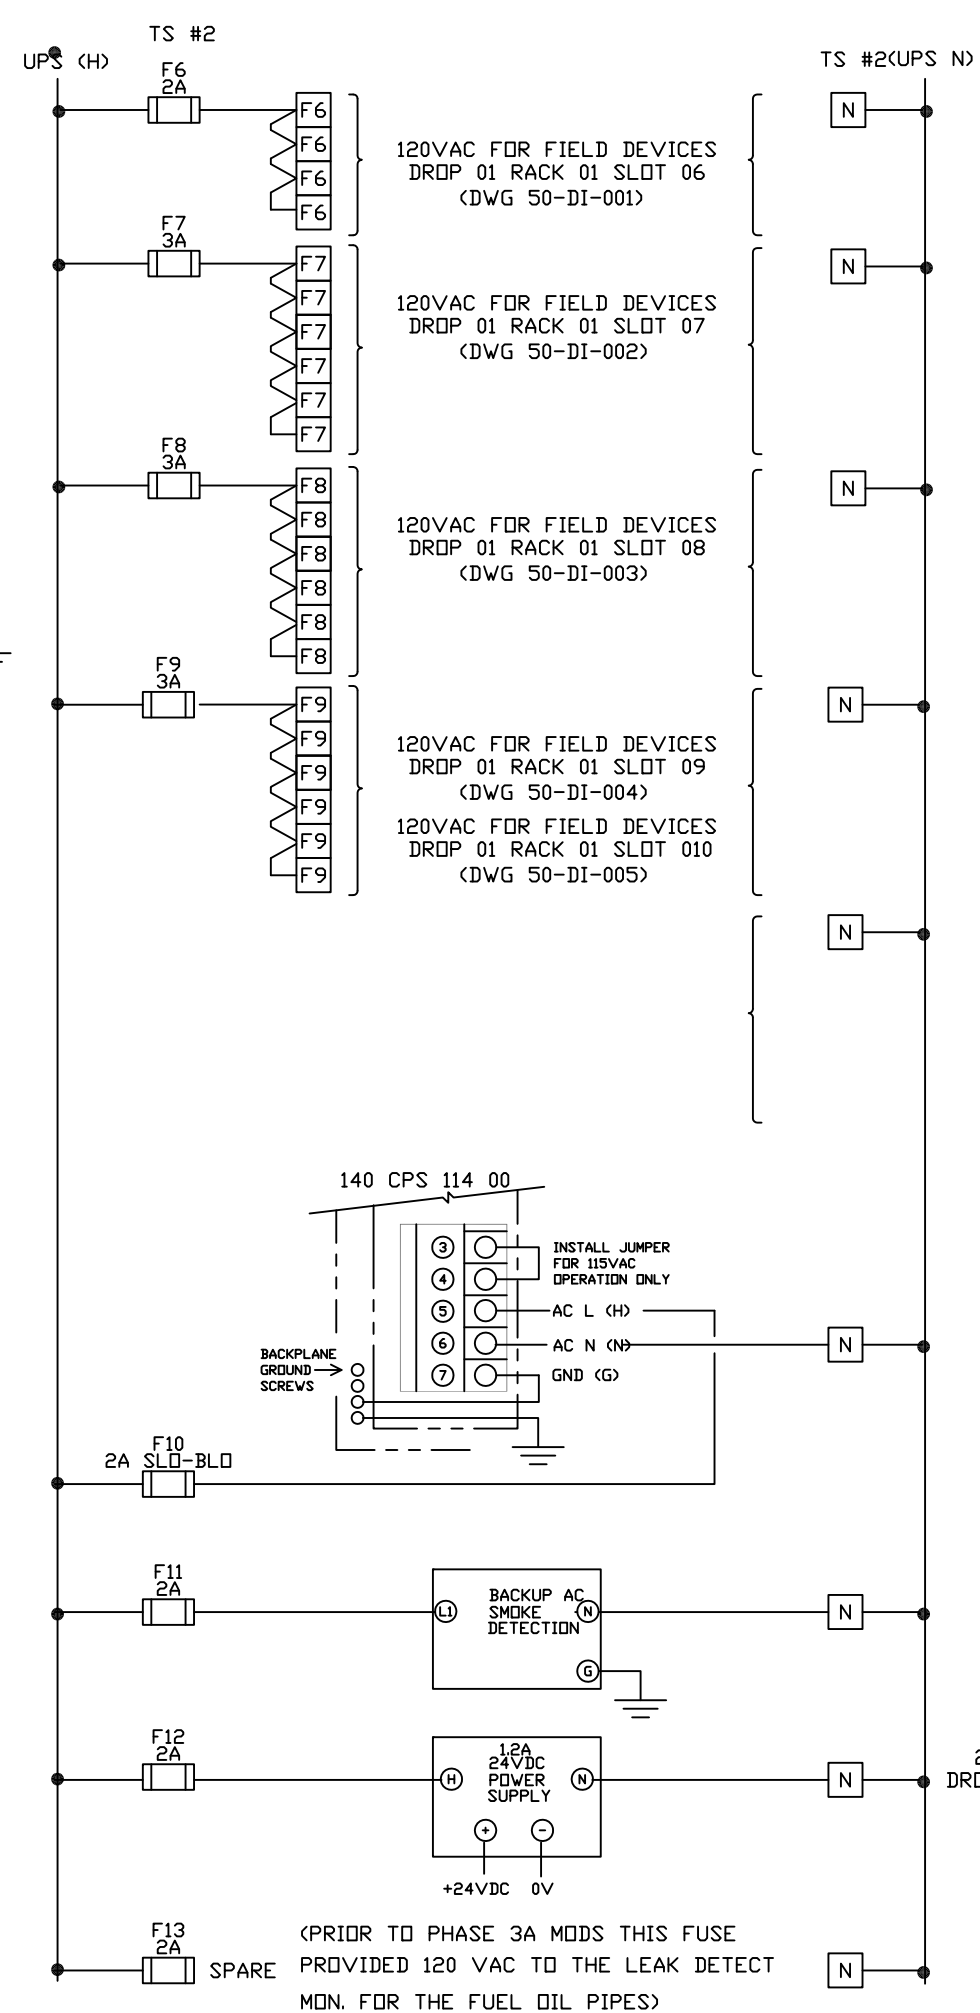 TS #2
UPS (H)
TS #2(UPS N)
F6
2A
F6
F6
F6
F6
120VAC FOR FIELD DEVICES
DROP 01 RACK 01 SLOT 06
(DWG 50-DI-001)
N
F7
3A
F7
F7
F7
F7
F7
F7
120VAC FOR FIELD DEVICES
DROP 01 RACK 01 SLOT 07
(DWG 50-DI-002)
N
F8
3A
F8
F8
F8
F8
F8
F8
120VAC FOR FIELD DEVICES
DROP 01 RACK 01 SLOT 08
(DWG 50-DI-003)
N
F9
3A
F9
F9
F9
F9
F9
F9
120VAC FOR FIELD DEVICES
DROP 01 RACK 01 SLOT 09
(DWG 50-DI-004)
120VAC FOR FIELD DEVICES
DROP 01 RACK 01 SLOT 010
(DWG 50-DI-005)
N
N
140 CPS 114 00
3
4
5
6
7
INSTALL JUMPER
FOR 115VAC
OPERATION ONLY
AC L (H)
AC N (N)
GND (G)
N
BACKPLANE
GROUND
SCREWS
F10
2A SLO-BLO
F11
2A
L1
BACKUP AC
SMOKE
DETECTION
N
G
N
F12
2A
1.2A
24VDC
POWER
SUPPLY
H
N
+
-
+24VDC 0V
N
2
DRO
F13
2A
SPARE
(PRIOR TO PHASE 3A MODS THIS FUSE
PROVIDED 120 VAC TO THE LEAK DETECT
MON. FOR THE FUEL OIL PIPES)
N